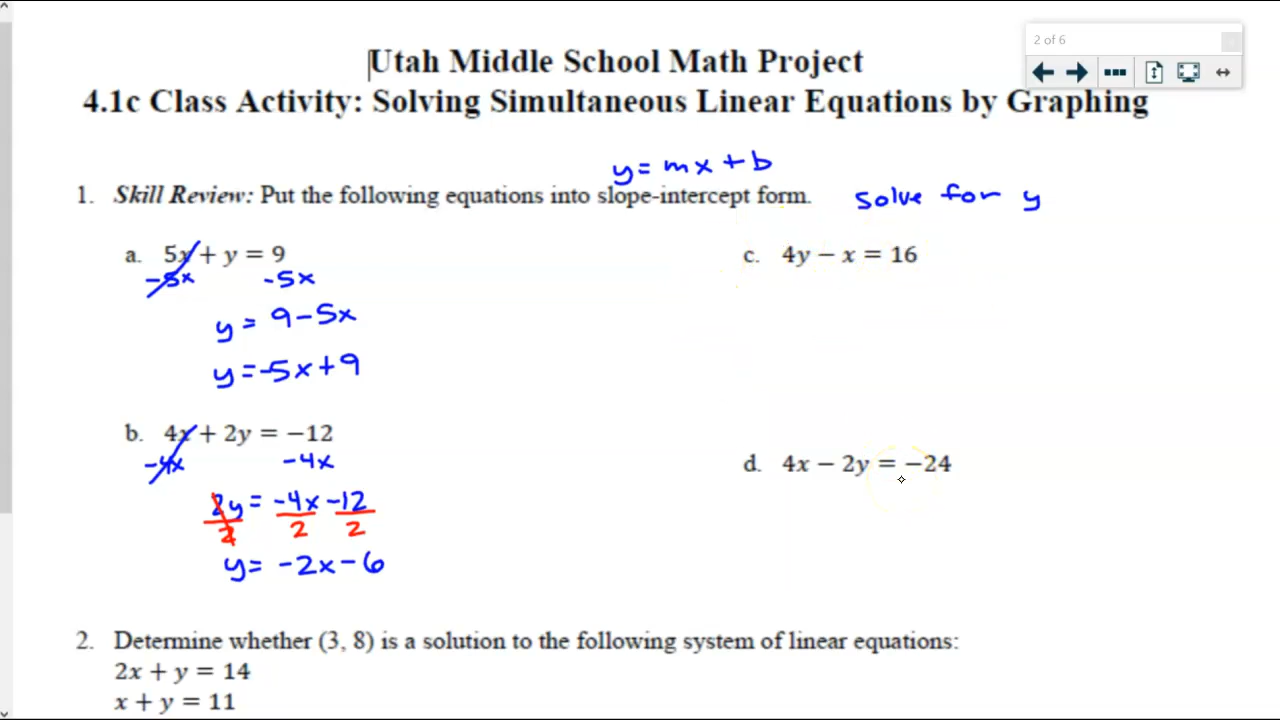 2 of 6
Utah Middle School Math Project
4.1c Class Activity: Solving Simultaneous Linear Equations by Graphing
y = mx + b
1. Skill Review: Put the following equations into slope-intercept form. solve for y
a. 5x + y = 9
-5x -5x
y = 9 - 5x
y = -5x + 9
b. 4x + 2y = −12
-4x -4x
2y = -4x - 12
2 2 2
y = -2x - 6
c. 4y − x = 16
d. 4x − 2y = −24
2. Determine whether (3, 8) is a solution to the following system of linear equations:
2x + y = 14
x + y = 11